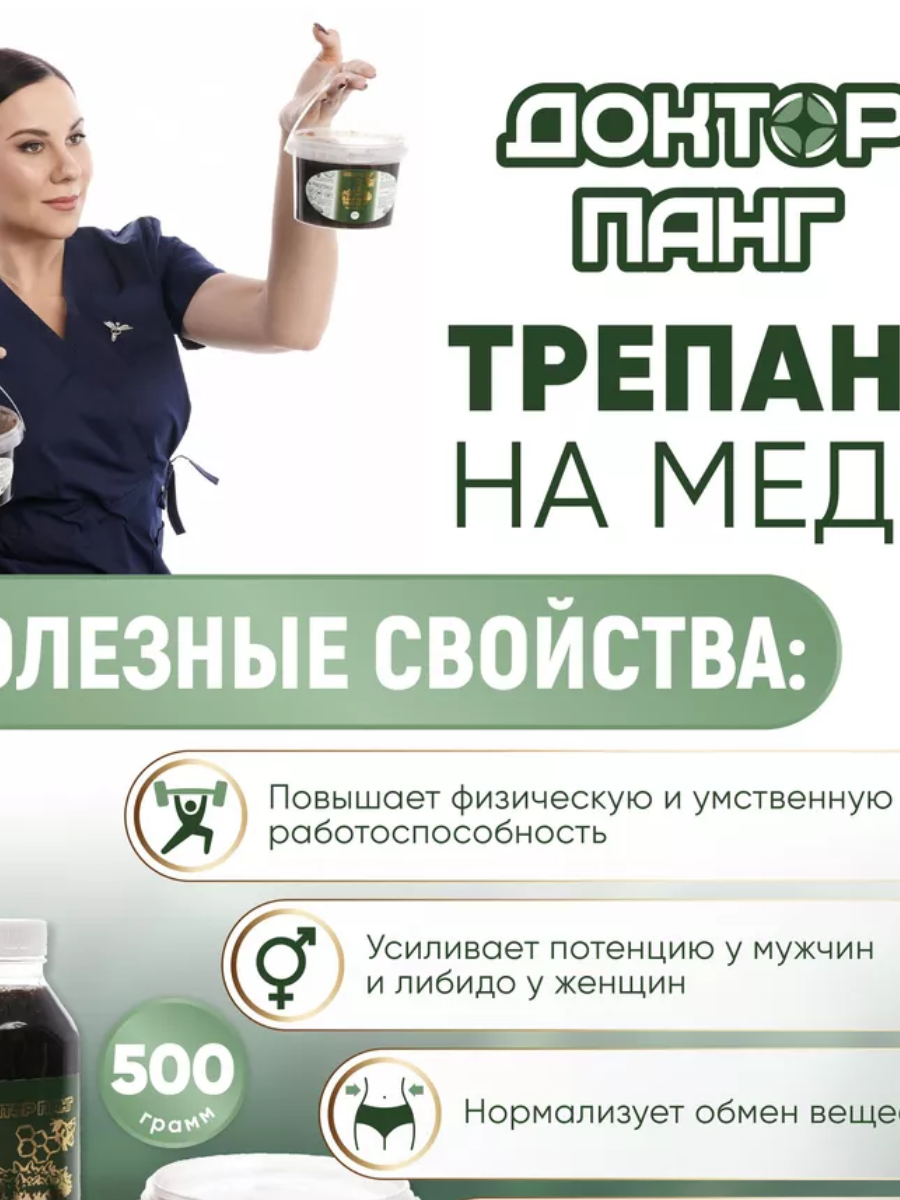 ДОКТОР
ПАНГ
ТРЕПАН
НА МЕД
ОЛЕЗНЫЕ СВОЙСТВА:
Повышает физическую и умственную
работоспособность
Усиливает потенцию у мужчин
и либидо у женщин
500
грамм
Нормализует обмен веще